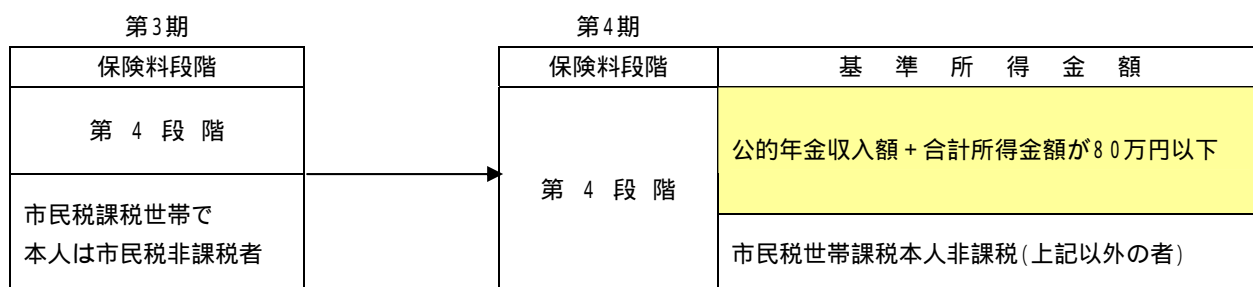 第3期
第4期
保険料段階
保険料段階
基 準 所 得 金 額
第 4 段 階
市民税課税世帯で
本人は市民税非課税者
第 4 段 階
公的年金収入額+合計所得金額が80万円以下
市民税世帯課税本人非課税(上記以外の者)